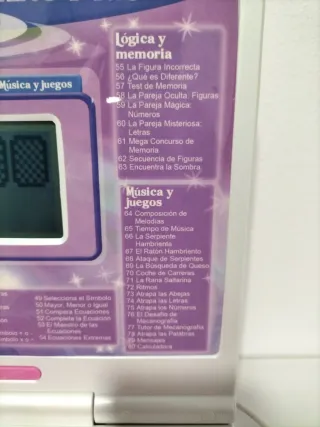 Música y Juegos
Lógica y
memoria
55 La Figura Incorrecta
56 ¿Qué es Diferente?
57 Test de Memoria
58 La Pareja Oculta: Figuras
59 La Pareja Mágica:
Números
60 La Pareja Misteriosa:
Letras
61 Mega Concurso de
Memoria
62 Secuencia de Figuras
63 Encuentra la Sombra
Música y
juegos
64 Composición de
Melodías
65 Tiempo de Música
66 La Serpiente
Hambrienta
67 El Ratón Hambriento
68 Ataque de Serpientes
69 La Búsqueda de Queso
70 Coche de Carreras
71 La Rana Saltarina
72 Ritmos
73 Atrapa las Abejas
74 Atrapa las Letras
75 Atrapa los Números
76 El Desafío de
Mecanografía
77 Tutor de Mecanografía
78 Atrapa las Palabras
Mensajes
Calculadora
49 Selecciona el Símbolo
50 Mayor, Menor o Igual
51 Compara Ecuaciones
52 Completa la Ecuación
53 El Maestro de las
Ecuaciones
54 Ecuaciones Extremas